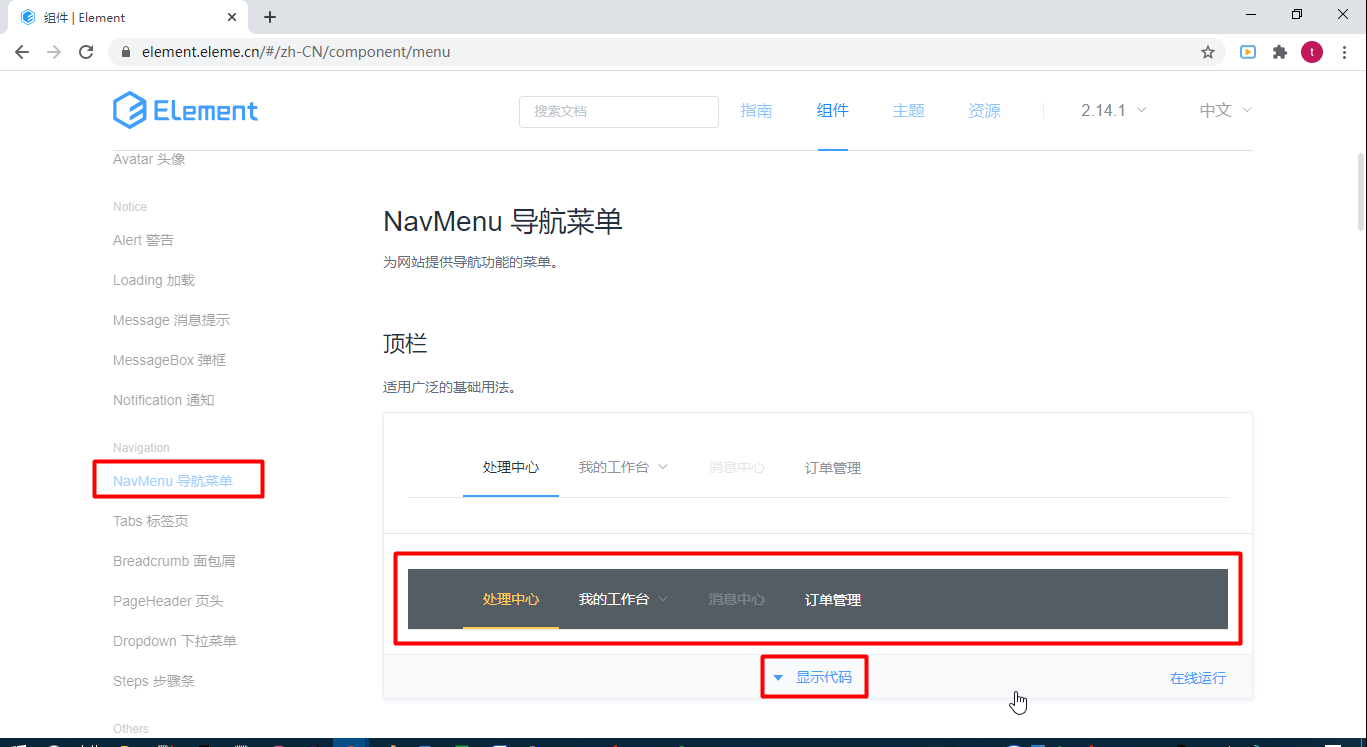 组件 | Element
element.eleme.cn/#/zh-CN/component/menu
t
Element
搜索文档
指南
组件
主题
资源
2.14.1
中文
Avatar 头像
Notice
Alert 警告
Loading 加载
Message 消息提示
MessageBox 弹框
Notification 通知
Navigation
NavMenu 导航菜单
Tabs 标签页
Breadcrumb 面包屑
PageHeader 页头
Dropdown 下拉菜单
Steps 步骤条
Others
NavMenu 导航菜单
为网站提供导航功能的菜单。
顶栏
适用广泛的基础用法。
处理中心
我的工作台
消息中心
订单管理
处理中心
我的工作台
消息中心
订单管理
显示代码
在线运行